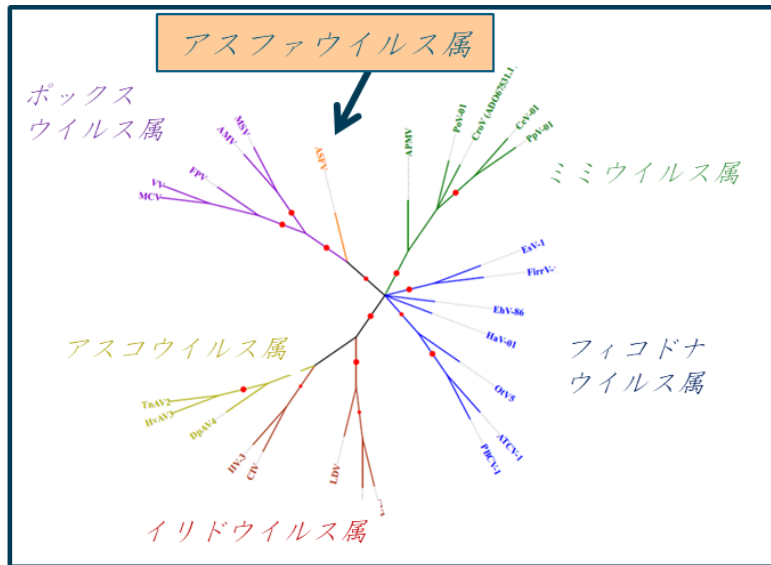 アスファウイルス属
ポックス
ウイルス属
MSV
AMV
FPV
VV
MCV
ASFV
APMV
PoV-01
CroV (ADO67531.1
CeV-01
PpV-01
ミミウイルス属
EsV-1
FirrV-
EhV-86
HaV-01
フィコドナ
ウイルス属
OtV5
ATCV-1
PBCV-1
アスコウイルス属
TnAV2
HvAV3
DpAV4
IIV-3
CIV
LDV
イリドウイルス属